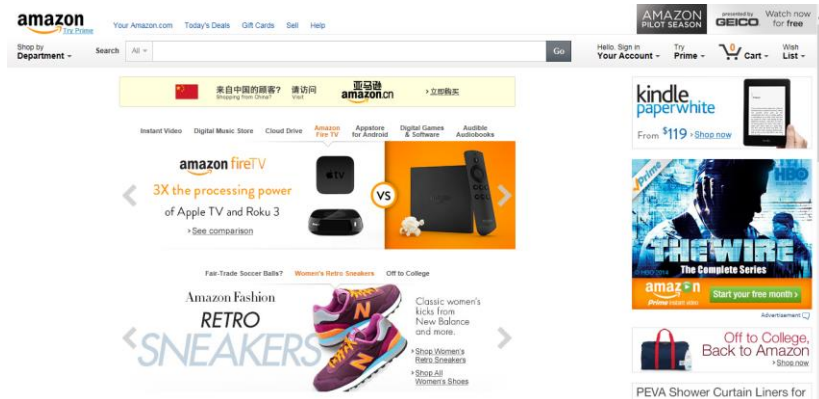 amazon
Try Prime
Your Amazon.com Today's Deals Gift Cards Sell Help
AMAZON
PILOT SEASON
presented by
GEICO
Watch now
for free
Shop by
Department
Search
All
Go
Hello. Sign in
Your Account
Try
Prime
0
Cart
Wish
List
来自中国的顾客? 请访问
Shopping from China? Visit
亚马逊
amazon.cn
立即购买
Instant Video
Digital Music Store
Cloud Drive
Amazon
Fire TV
Appstore
for Android
Digital Games
& Software
Audible
Audiobooks
amazon fireTV
3X the processing power
of Apple TV and Roku 3
See comparison
tv
VS
Fair-Trade Soccer Balls? Women's Retro Sneakers Off to College
Amazon Fashion
RETRO
SNEAKERS
N
N
Classic women's
kicks from
New Balance
and more.
Shop Women's
Retro Sneakers
Shop All
Women's Shoes
kindle
paperwhite
From $119 Shop now
Prime
HBO
THE WIRE
The Complete Series
© HBO 2014
amazon
Prime instant video
Start your free month
Advertisement
Off to College,
Back to Amazon
Shop now
PEVA Shower Curtain Liners for